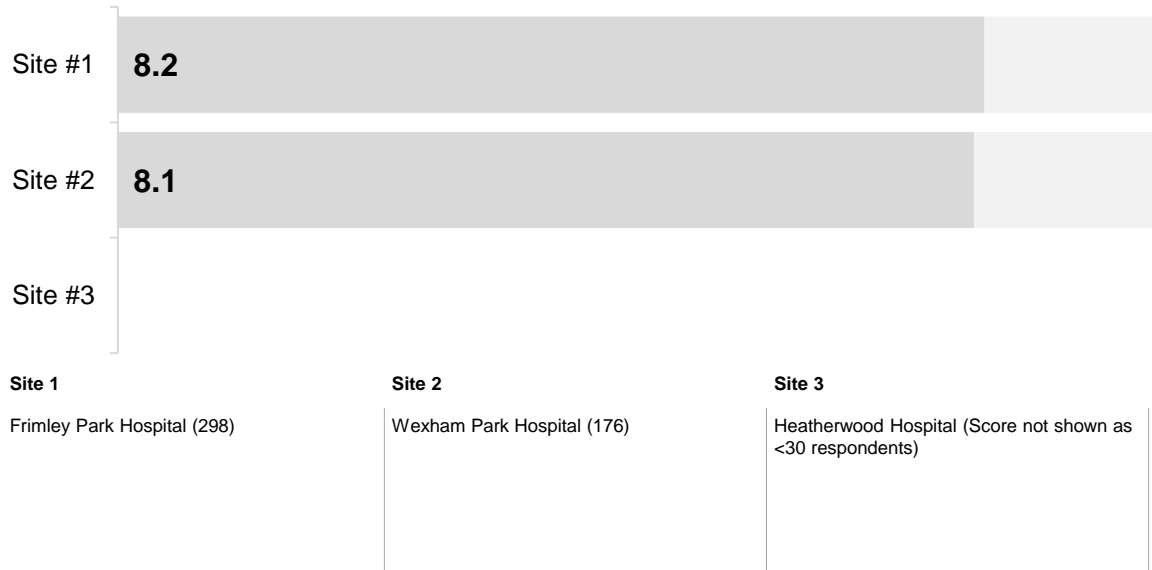 Site #1
8.2
Site #2
8.1
Site #3
Site 1
Frimley Park Hospital (298)
Site 2
Wexham Park Hospital (176)
Site 3
Heatherwood Hospital (Score not shown as
<30 respondents)